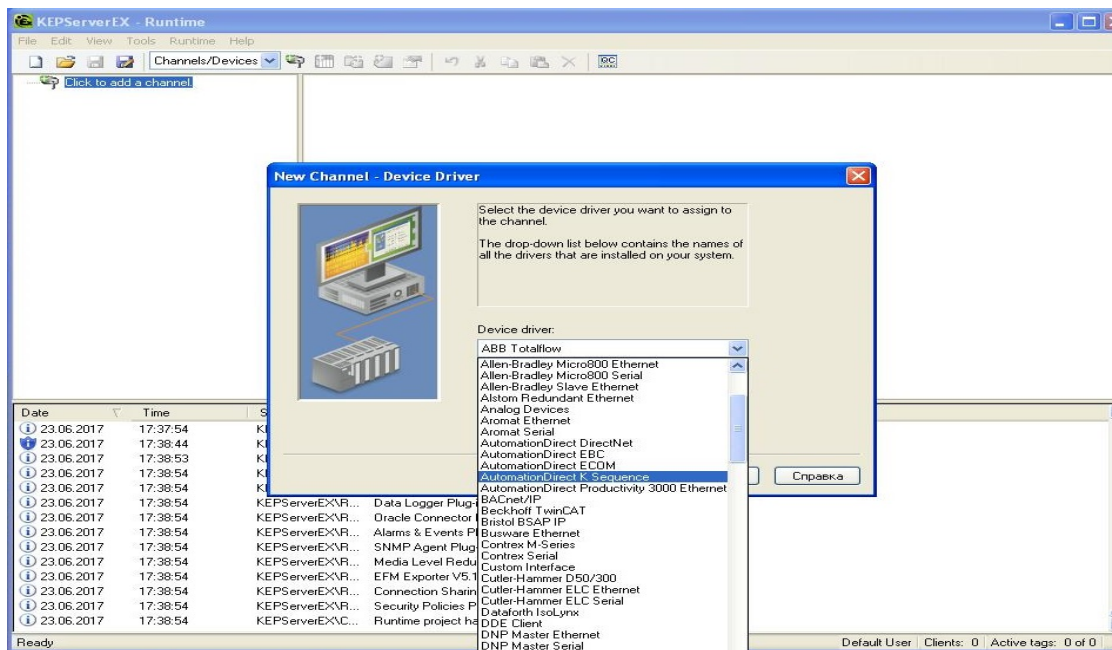 KEPServerEX - Runtime
File Edit View Tools Runtime Help
Channels/Devices
Click to add a channel.
New Channel - Device Driver
Select the device driver you want to assign to
the channel.
The drop-down list below contains the names of
all the drivers that are installed on your system.
Device driver:
ABB Totalflow
Allen-Bradley Micro800 Ethernet
Allen-Bradley Micro800 Serial
Allen-Bradley Slave Ethernet
Alstom Redundant Ethernet
Analog Devices
Aromat Ethernet
Aromat Serial
AutomationDirect DirectNet
AutomationDirect EBC
AutomationDirect ECOM
AutomationDirect K Sequence
AutomationDirect Productivity 3000 Ethernet
BACnet/IP
Beckhoff TwinCAT
Bristol BSAP IP
Busware Ethernet
Contrex M-Series
Contrex Serial
Custom Interface
Cutler-Hammer D50/300
Cutler-Hammer ELC Ethernet
Cutler-Hammer ELC Serial
Dataforth IsoLynx
DDE Client
DNP Master Ethernet
DNP Master Serial
Справка
Date Time
23.06.2017 17:37:54
23.06.2017 17:38:44
23.06.2017 17:38:53
23.06.2017 17:38:54
23.06.2017 17:38:54
23.06.2017 17:38:54 KEPServerEX\R... Data Logger
23.06.2017 17:38:54 KEPServerEX\R... Oracle Connector
23.06.2017 17:38:54 KEPServerEX\R... Alarms & Events
23.06.2017 17:38:54 KEPServerEX\R... SNMP Agent Plug
23.06.2017 17:38:54 KEPServerEX\R... Media Level
23.06.2017 17:38:54 KEPServerEX\R... EFM Exporter
23.06.2017 17:38:54 KEPServerEX\R... Connection
23.06.2017 17:38:54 KEPServerEX\R... Security Policies
23.06.2017 17:38:54 KEPServerEX\C... Runtime project
Ready Default User Clients: 0 Active tags: 0 of 0